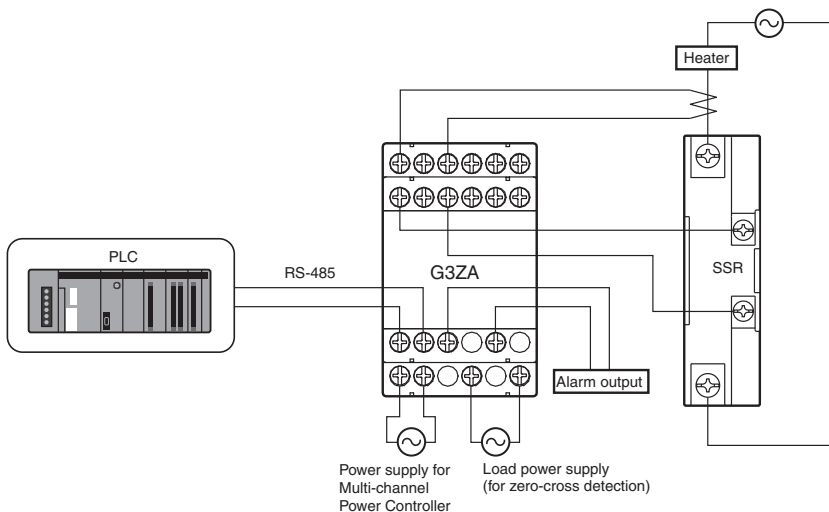 Heater
PLC
RS-485
G3ZA
SSR
Alarm output
Power supply for
Multi-channel
Power Controller
Load power supply
(for zero-cross detection)